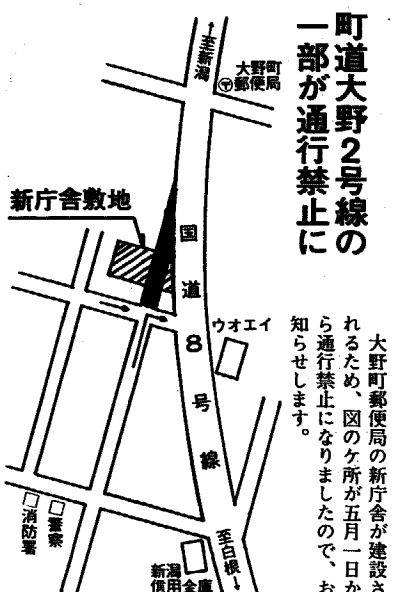 町道大野2号線の
一部が通行禁止に
大野町郵便局の新庁舎が建設さ
れるため、図のケ所が五月一日か
ら通行禁止になりましたので、お
知らせします。
↑至新潟
大野町
〒郵便局
新庁舎敷地
国道8号線
ウオエイ
警察
消防署
至白根→
新潟
信用金庫